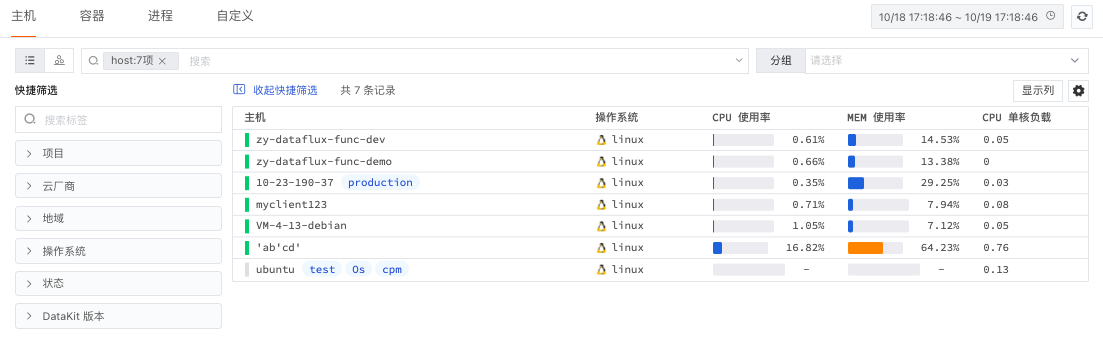 主机 容器 进程 自定义 10/18 17:18:46 ~ 10/19 17:18:46
host:7项 搜索 分组 请选择
快捷筛选 收起快捷筛选 共 7 条记录 显示列
搜索标签
项目
云厂商
地域
操作系统
状态
DataKit 版本
主机 操作系统 CPU 使用率 MEM 使用率 CPU 单核负载
zy-dataflux-func-dev linux 0.61% 14.53% 0.05
zy-dataflux-func-demo linux 0.66% 13.38% 0
10-23-190-37 production linux 0.35% 29.25% 0.03
myclient123 linux 0.71% 7.94% 0.08
VM-4-13-debian linux 1.05% 7.12% 0.05
'ab'cd' linux 16.82% 64.23% 0.76
ubuntu test Os cpm linux - - 0.13